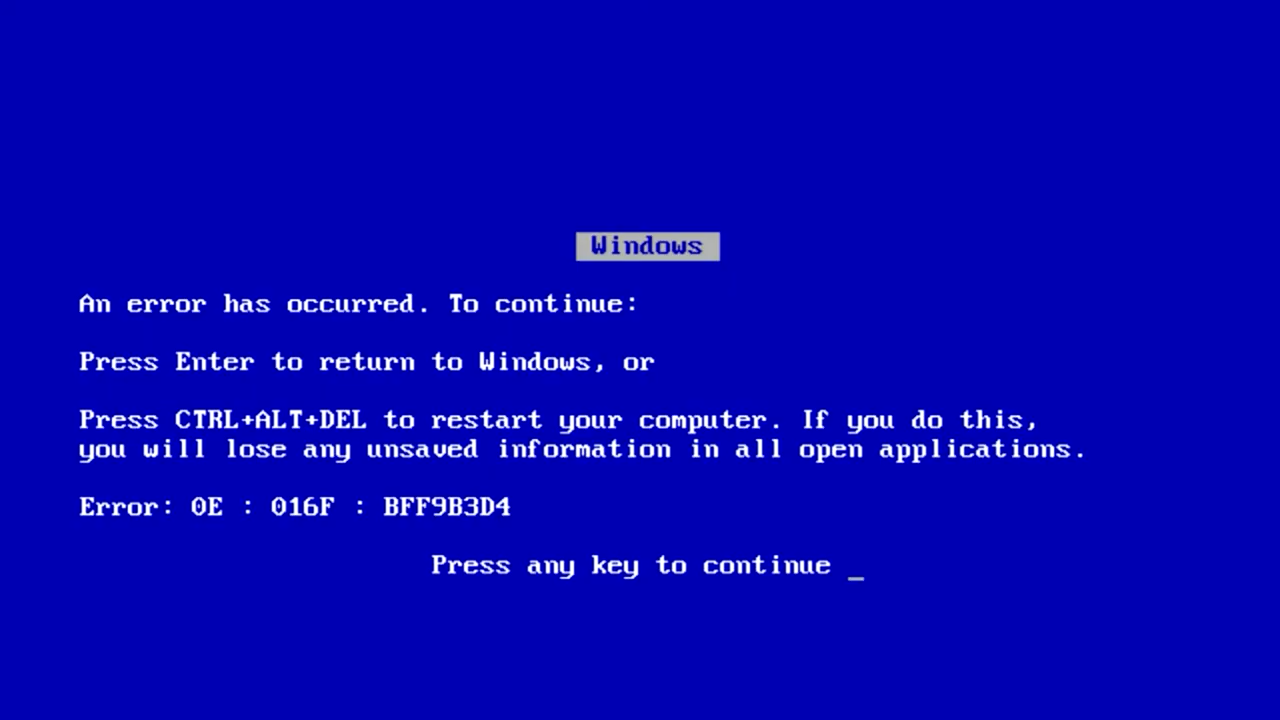 Windows
An error has occurred. To continue:
Press Enter to return to Windows, or
Press CTRL+ALT+DEL to restart your computer. If you do this,
you will lose any unsaved information in all open applications.
Error: 0E : 016F : BFF9B3D4
Press any key to continue _